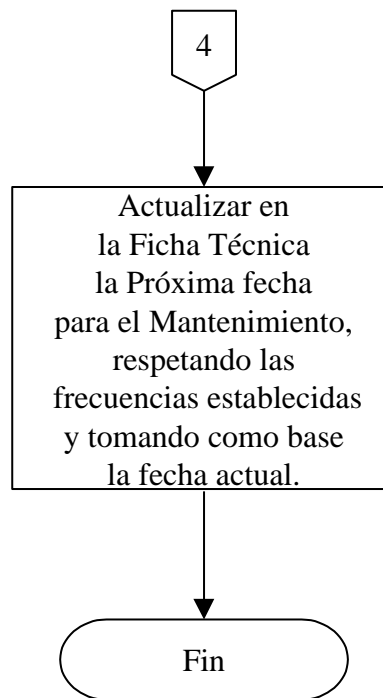 4
Actualizar en
la Ficha Técnica
la Próxima fecha
para el Mantenimiento,
respetando las
frecuencias establecidas
y tomando como base
la fecha actual.
Fin